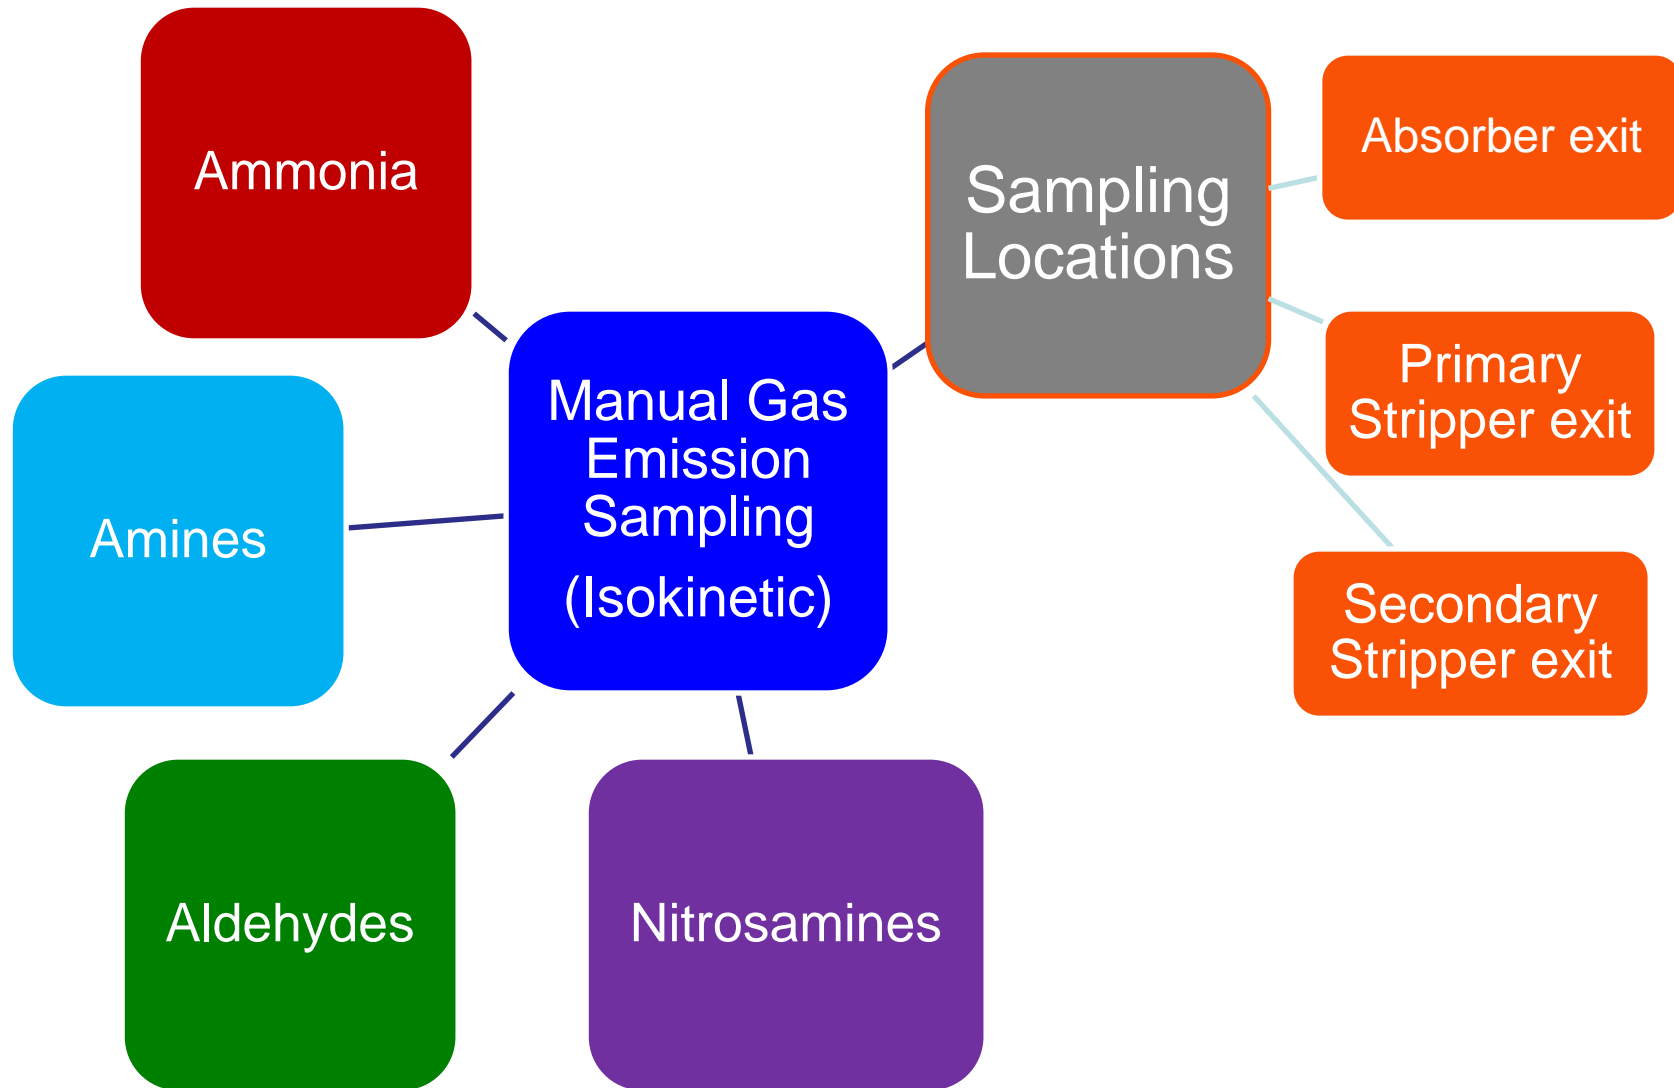 Ammonia
Amines
Aldehydes
Nitrosamines
Manual Gas
Emission
Sampling
(Isokinetic)
Sampling
Locations
Absorber exit
Primary
Stripper exit
Secondary
Stripper exit